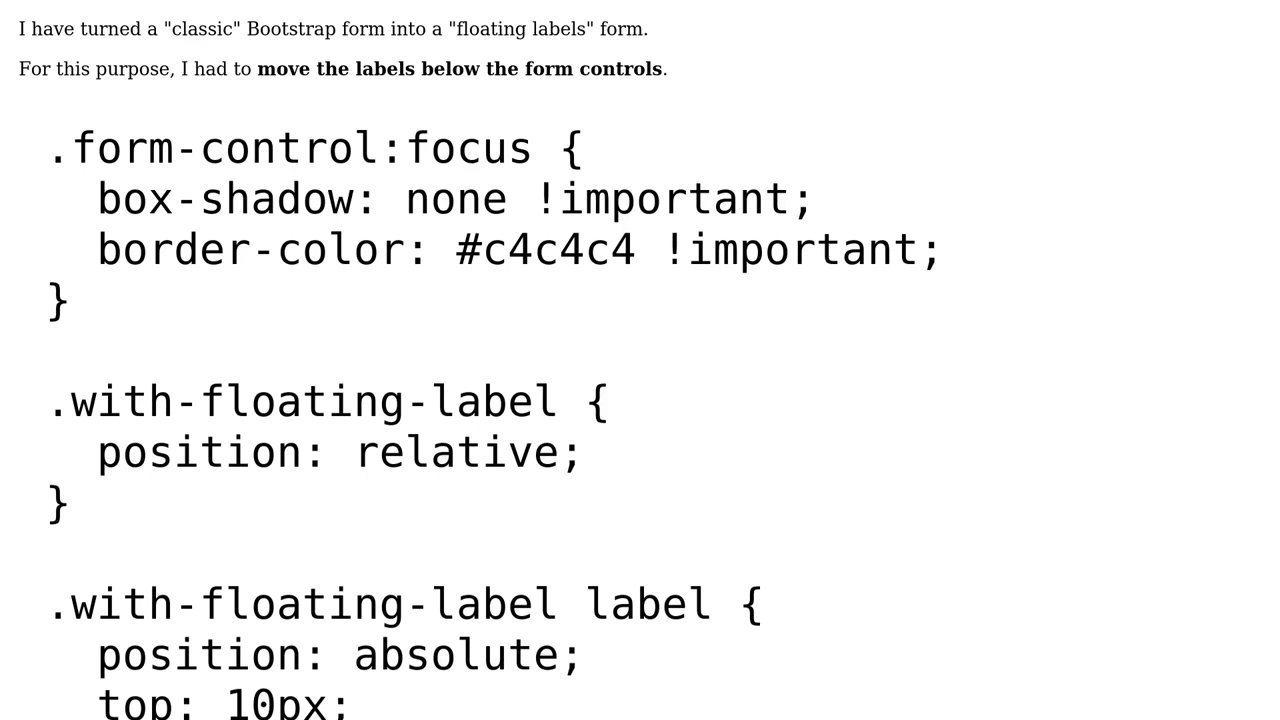 I have turned a "classic" Bootstrap form into a "floating labels" form.
For this purpose, I had to move the labels below the form controls.
.form-control:focus {
  box-shadow: none !important;
  border-color: #c4c4c4 !important;
}
.with-floating-label {
  position: relative;
}
.with-floating-label label {
  position: absolute;
  top: 10px;